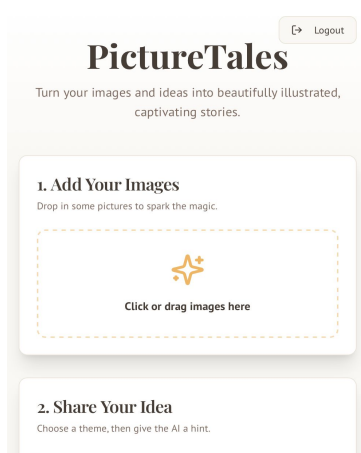 Logout
PictureTales
Turn your images and ideas into beautifully illustrated,
captivating stories.
1. Add Your Images
Drop in some pictures to spark the magic.
Click or drag images here
2. Share Your Idea
Choose a theme, then give the AI a hint.